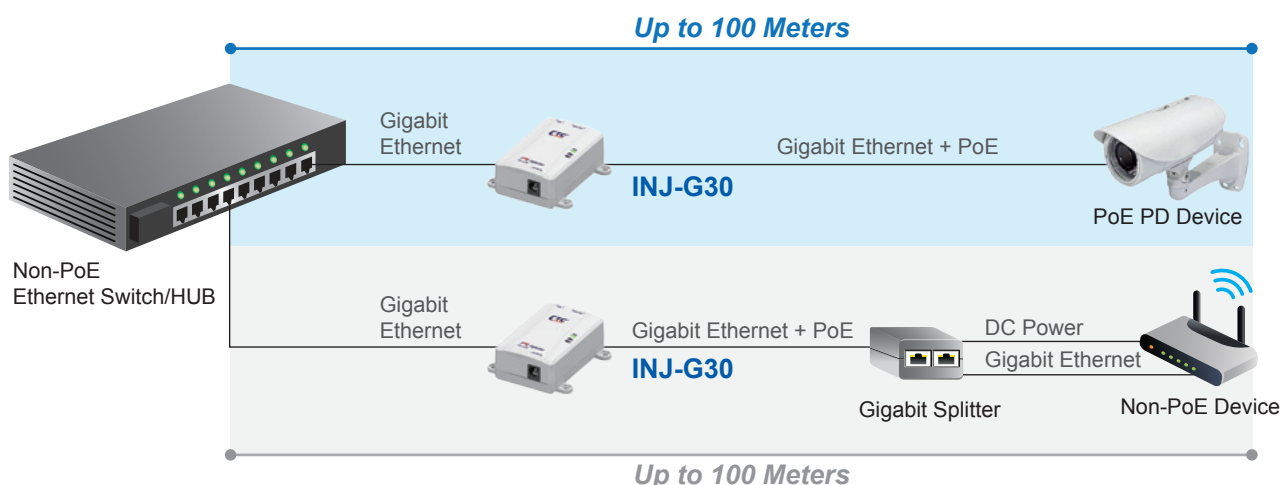 Up to 100 Meters
Gigabit
Ethernet
CTC
Gigabit Ethernet + PoE
INJ-G30
PoE PD Device
Non-PoE
Ethernet Switch/HUB
Gigabit
Ethernet
CTC
Gigabit Ethernet + PoE
INJ-G30
DC Power
Gigabit Ethernet
Gigabit Splitter
Non-PoE Device
Up to 100 Meters